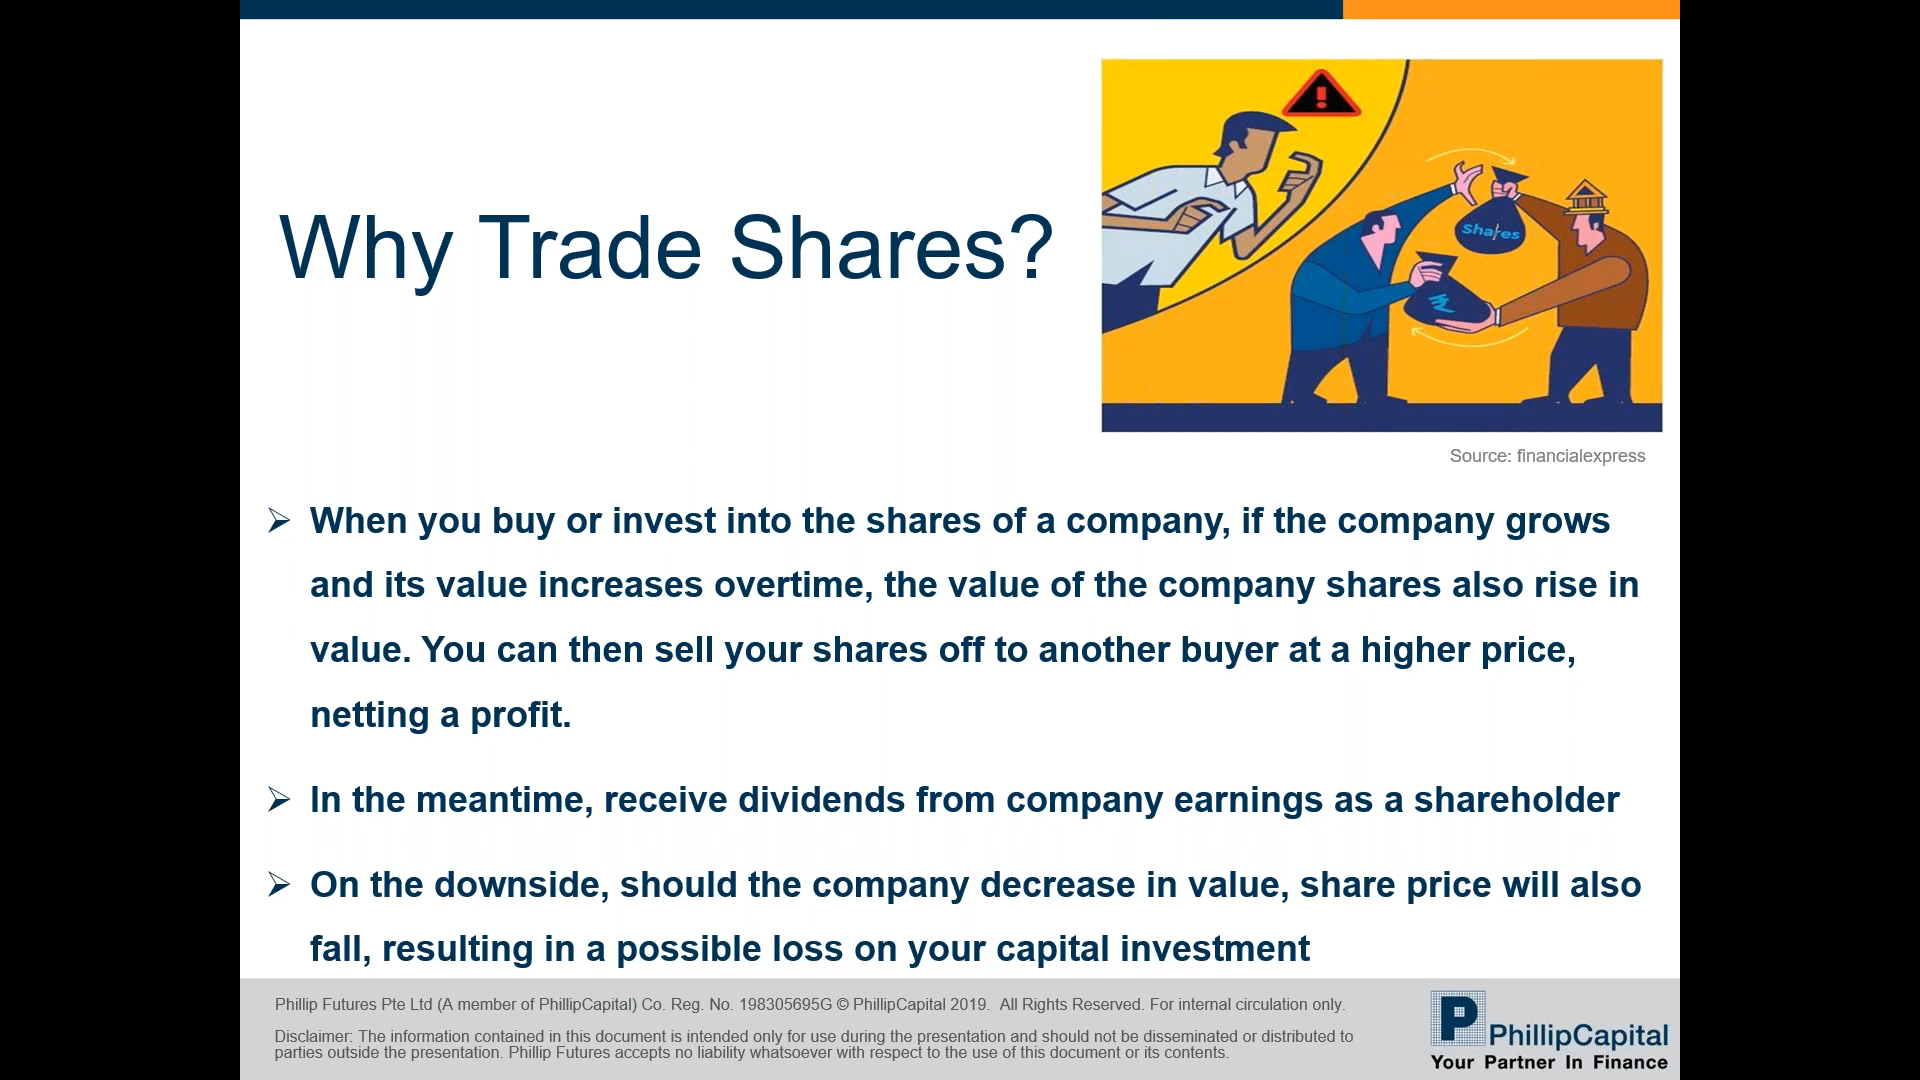 Why Trade Shares?
!
Shares
₹
Source: financialexpress
➢ When you buy or invest into the shares of a company, if the company grows
and its value increases overtime, the value of the company shares also rise in
value. You can then sell your shares off to another buyer at a higher price,
netting a profit.
➢ In the meantime, receive dividends from company earnings as a shareholder
➢ On the downside, should the company decrease in value, share price will also
fall, resulting in a possible loss on your capital investment
Phillip Futures Pte Ltd (A member of PhillipCapital) Co. Reg. No. 198305695G © PhillipCapital 2019.  All Rights Reserved. For internal circulation only.
Disclaimer: The information contained in this document is intended only for use during the presentation and should not be disseminated or distributed to
parties outside the presentation. Phillip Futures accepts no liability whatsoever with respect to the use of this document or its contents.
P PhillipCapital
Your Partner In Finance